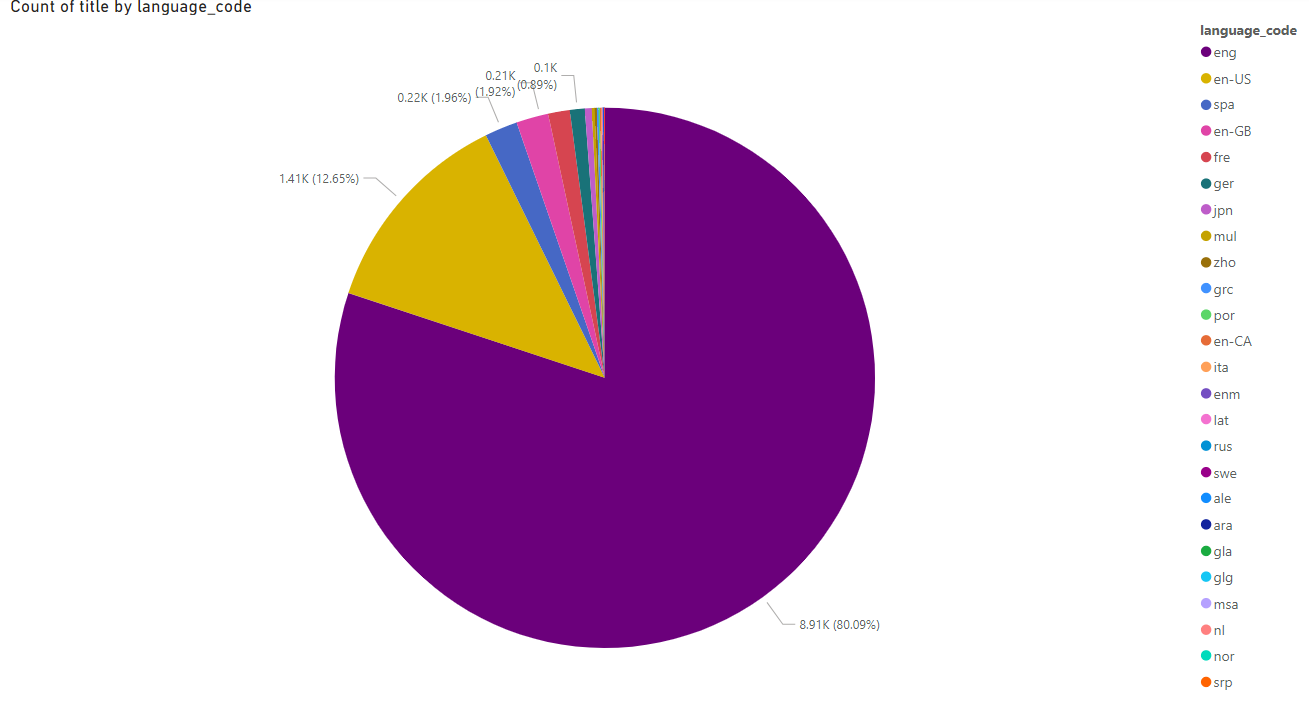 Count of title by language_code
0.1K
(0.89%)
0.21K
(1.92%)
0.22K (1.96%)
1.41K (12.65%)
8.91K (80.09%)
language_code
eng
en-US
spa
en-GB
fre
ger
jpn
mul
zho
grc
por
en-CA
ita
enm
lat
rus
swe
ale
ara
gla
glg
msa
nl
nor
srp